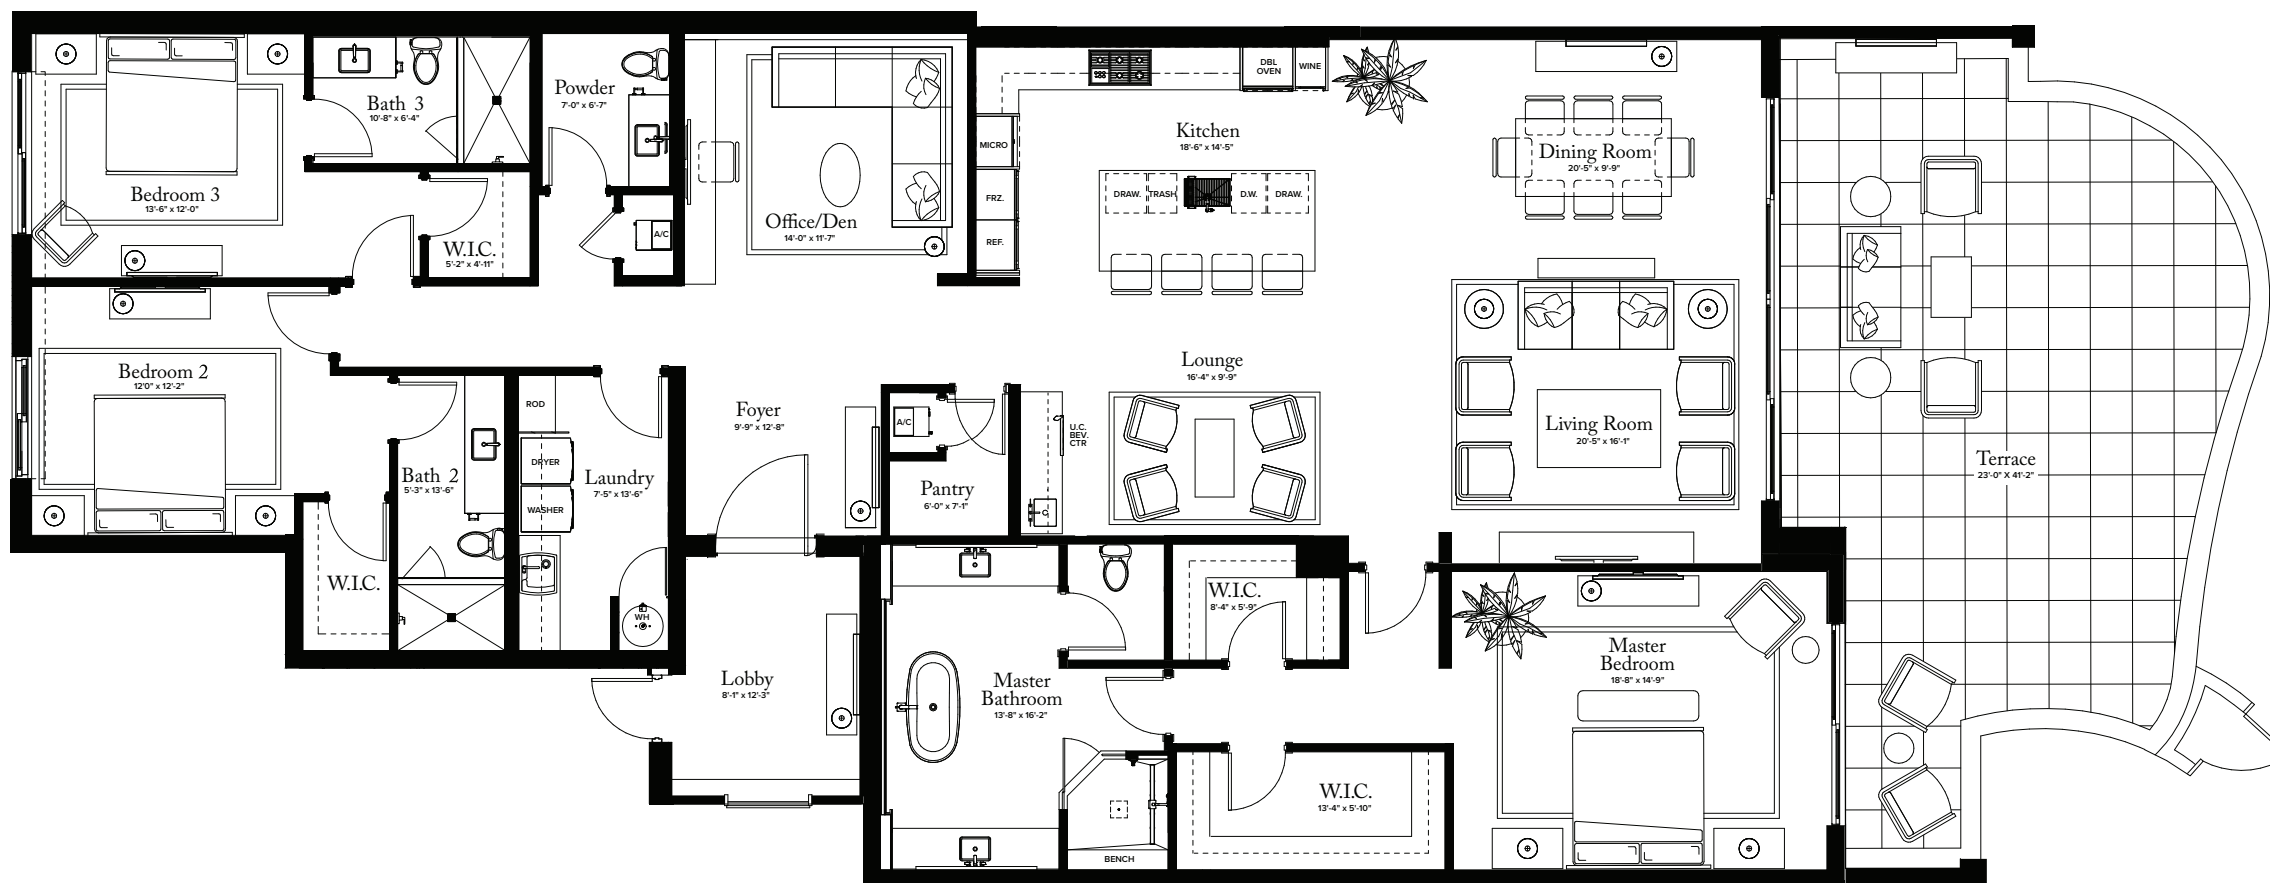 Bedroom 3
13'-6" x 12'-0"
Bath 3
10'-8" x 6'-4"
W.I.C.
5'-2" x 4'-11"
Powder
7'-0" x 6'-7"
A/C
Office/Den
14'-0" x 11'-7"
Kitchen
18'-6" x 14'-5"
DBL
OVEN
WINE
MICRO
FRZ.
REF.
DRAW.
TRASH
D.W.
DRAW.
Dining Room
20'-5" x 9'-9"
Bedroom 2
12'0" x 12'-2"
W.I.C.
Bath 2
5'-3" x 13'-6"
ROD
DRYER
WASHER
Laundry
7'-5" x 13'-6"
WH
Foyer
9'-9" x 12'-8"
A/C
Pantry
6'-0" x 7'-1"
U.C.
BEV.
CTR
Lounge
16'-4" x 9'-9"
Living Room
20'-5" x 16'-1"
Terrace
23'-0" X 41'-2"
Lobby
8'-1" x 12'-3"
Master
Bathroom
13'-8" x 16'-2"
BENCH
W.I.C.
8'-4" x 5'-9"
W.I.C.
13'-4" x 5'-10"
Master
Bedroom
18'-8" x 14'-9"